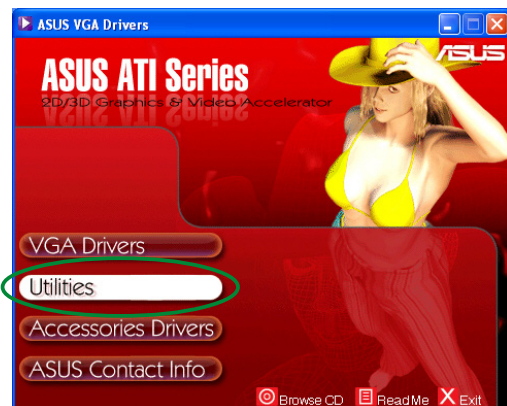 ASUS VGA Drivers
ASUS
ASUS ATI Series
2D/3D Graphics & Video Accelerator
VGA Drivers
Utilities
Accessories Drivers
ASUS Contact Info
Browse CD
ReadMe
Exit